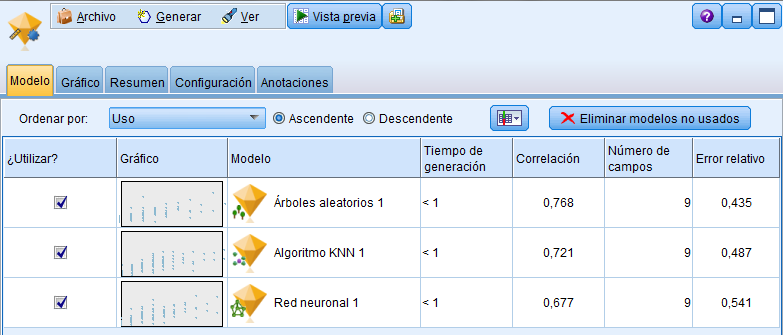 Archivo Generar Ver Vista previa
Modelo Gráfico Resumen Configuración Anotaciones
Ordenar por: Uso Ascendente Descendente Eliminar modelos no usados
¿Utilizar? Gráfico Modelo Tiempo de generación Correlación Número de campos Error relativo
Árboles aleatorios 1 < 1 0,768 9 0,435
Algoritmo KNN 1 < 1 0,721 9 0,487
Red neuronal 1 < 1 0,677 9 0,541